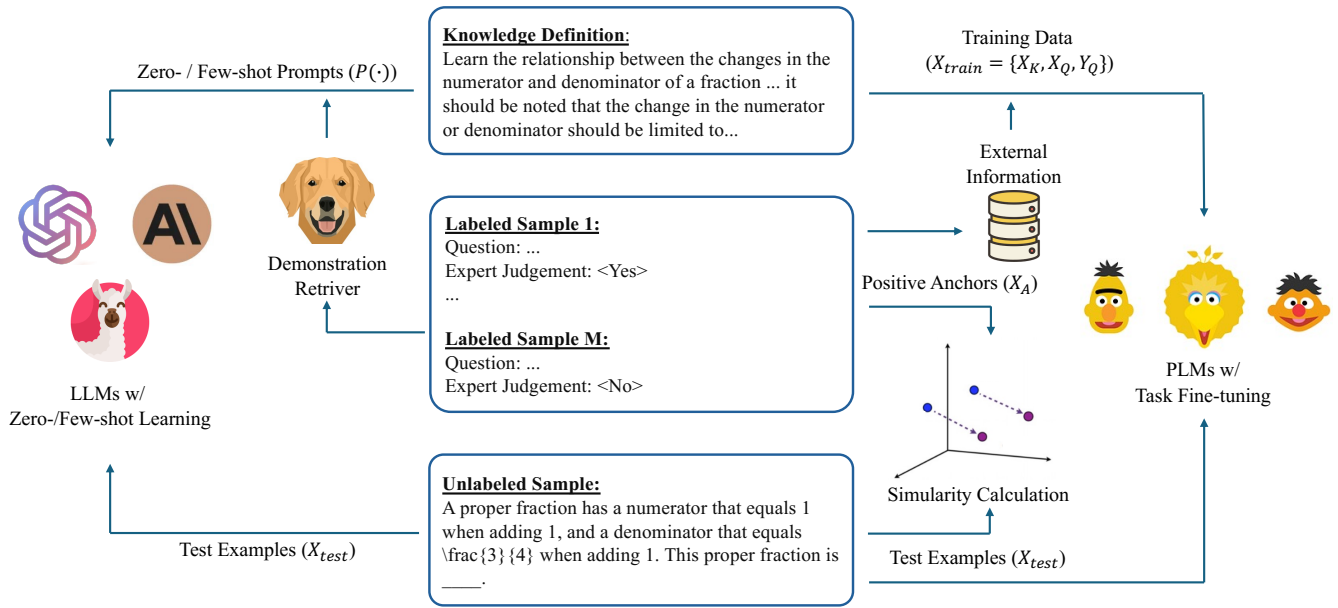 Zero- / Few-shot Prompts (P(·))
Knowledge Definition:
Learn the relationship between the changes in the
numerator and denominator of a fraction ... it
should be noted that the change in the numerator
or denominator should be limited to...
Training Data
(X_train = {X_K, X_Q, Y_Q})
External
Information
AI\
Demonstration
Retriver
LLMs w/
Zero-/Few-shot Learning
Labeled Sample 1:
Question: ...
Expert Judgement: <Yes>
...
Labeled Sample M:
Question: ...
Expert Judgement: <No>
Positive Anchors (X_A)
Simularity Calculation
PLMs w/
Task Fine-tuning
Test Examples (X_test)
Unlabeled Sample:
A proper fraction has a numerator that equals 1
when adding 1, and a denominator that equals
\frac{3}{4} when adding 1. This proper fraction is
____.
Test Examples (X_test)